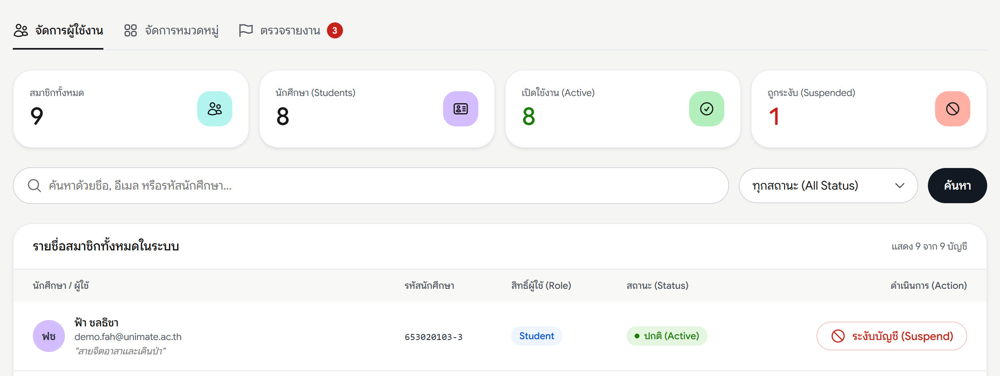 จัดการผู้ใช้งาน จัดการหมวดหมู่ ตรวจรายงาน 3
สมาชิกทั้งหมด นักศึกษา (Students) เปิดใช้งาน (Active) ถูกระงับ (Suspended)
9 8 8 1
ค้นหาด้วยชื่อ, อีเมล หรือรหัสนักศึกษา... ทุกสถานะ (All Status) ค้นหา
รายชื่อสมาชิกทั้งหมดในระบบ แสดง 9 จาก 9 บัญชี
นักศึกษา / ผู้ใช้ รหัสนักศึกษา สิทธิ์ผู้ใช้ (Role) สถานะ (Status) ดำเนินการ (Action)
ฟ้า ชลธิชา
ฟช demo.fah@unimate.ac.th 653020103-3 Student ปกติ (Active) ระงับบัญชี (Suspend)
"สายจิตอาสาและเดินป่า"